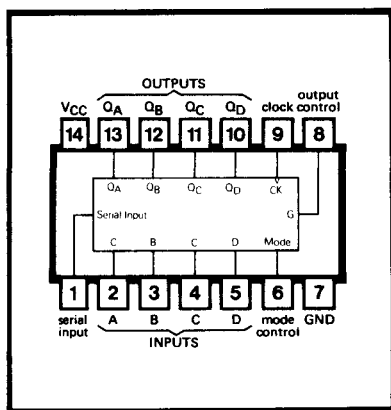 OUTPUTS
VCC QA QB QC QD clock output control
14 13 12 11 10 9 8
QA QB QC QD CK
Serial Input G
C B C D Mode
1 2 3 4 5 6 7
serial input A B C D mode control GND
INPUTS